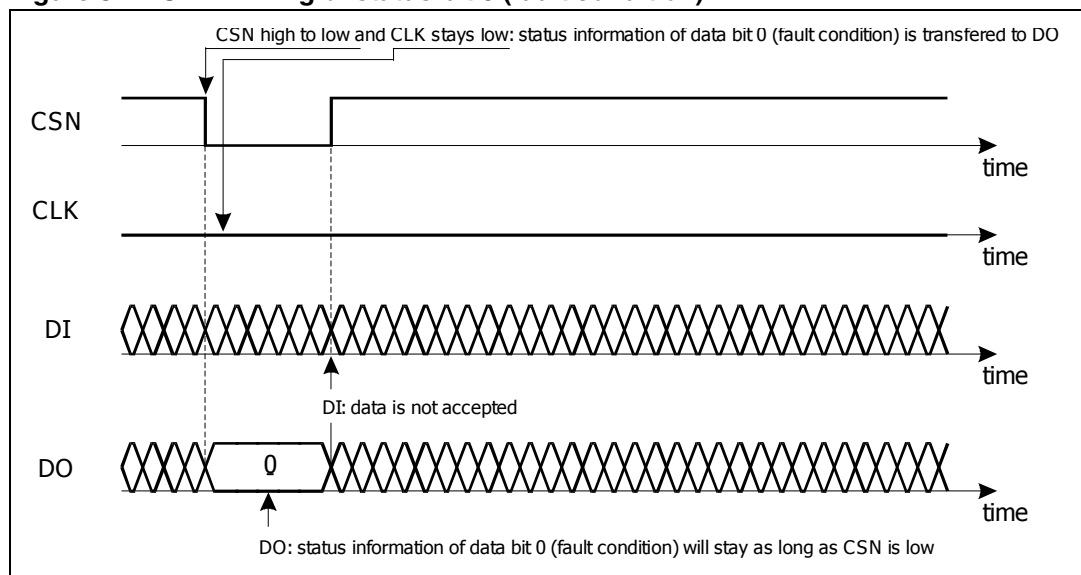 CSN high to low and CLK stays low: status information of data bit 0 (fault condition) is transfered to DO
CSN
time
CLK
time
DI
time
DI: data is not accepted
DO
0
time
DO: status information of data bit 0 (fault condition) will stay as long as CSN is low